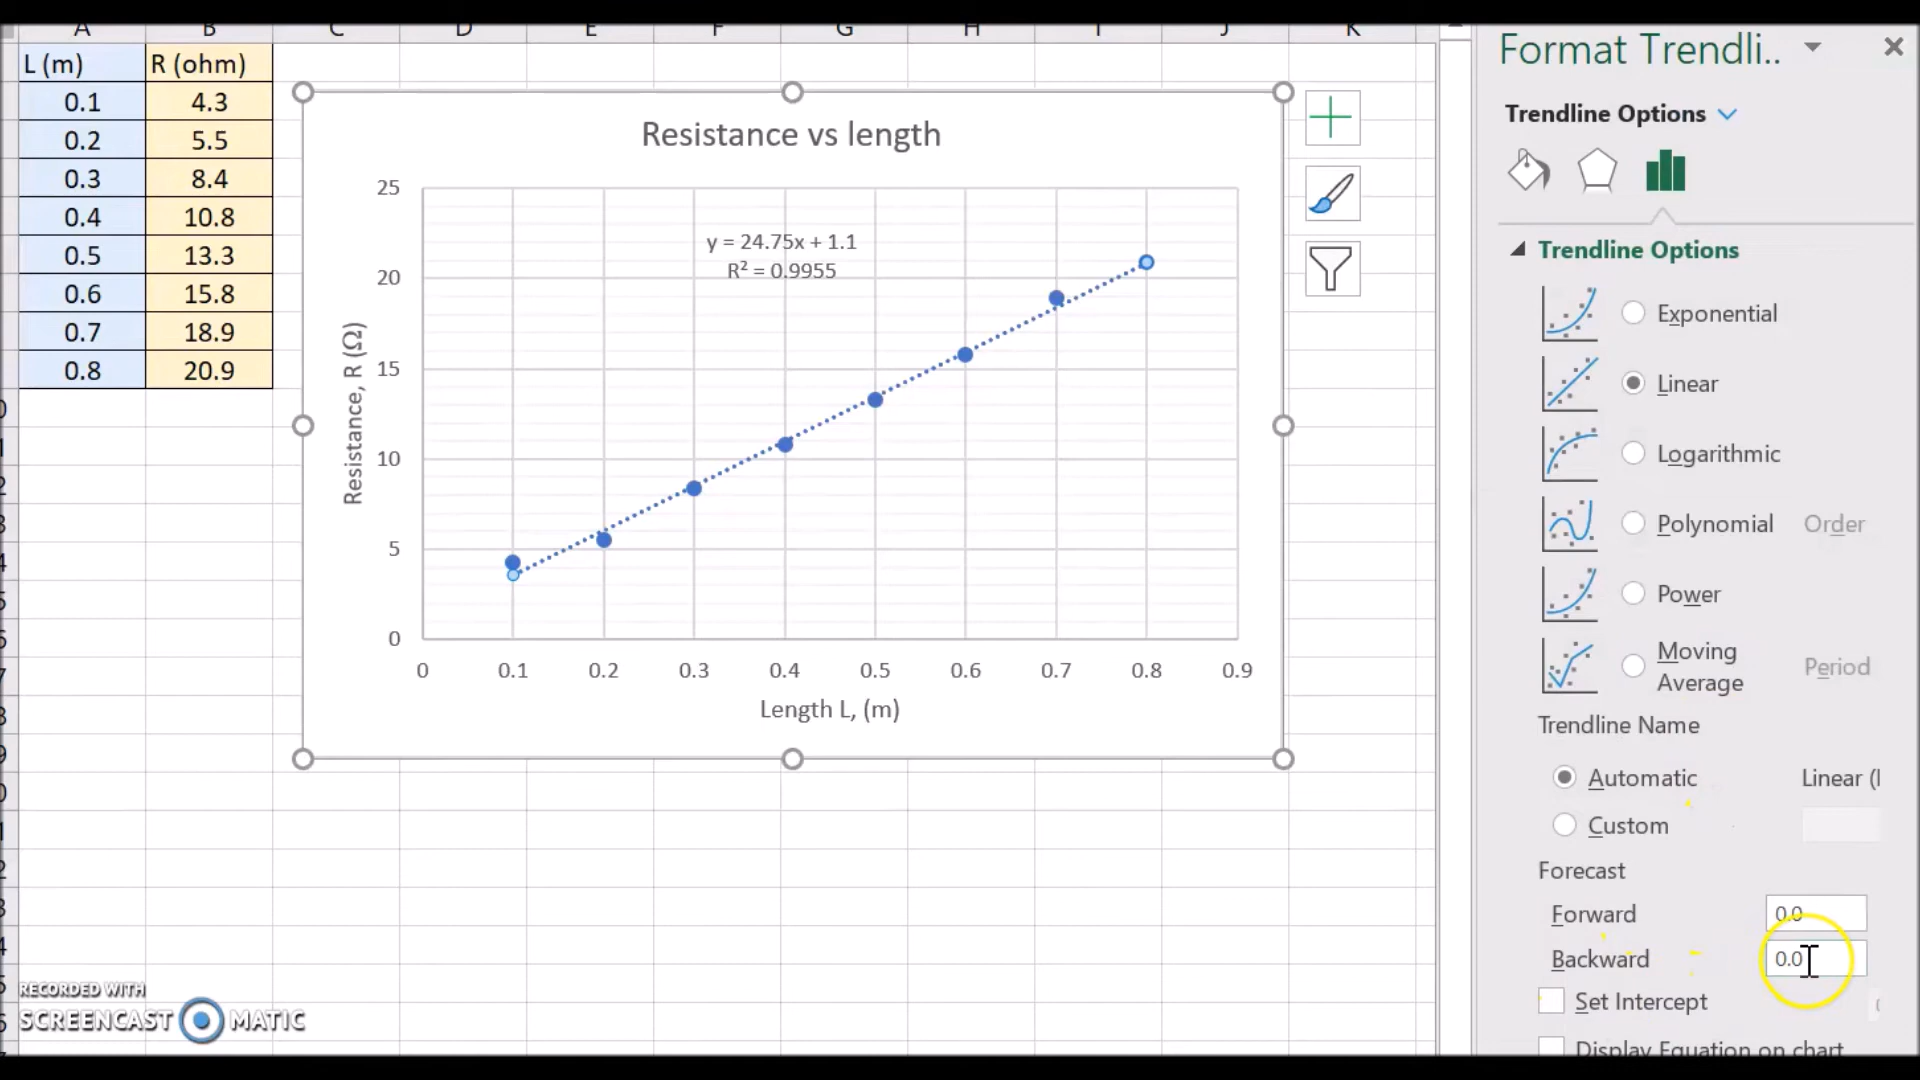 A B C D E F G H I J K
L (m) R (ohm)
0.1 4.3
0.2 5.5
0.3 8.4
0.4 10.8
0.5 13.3
0.6 15.8
0.7 18.9
0.8 20.9
Resistance vs length
25
20
15
10
5
0
Resistance, R (Ω)
y = 24.75x + 1.1
R² = 0.9955
0 0.1 0.2 0.3 0.4 0.5 0.6 0.7 0.8 0.9
Length L, (m)
RECORDED WITH
SCREENCAST MATIC
Format Trendli..
Trendline Options
Trendline Options
Exponential
Linear
Logarithmic
Polynomial Order
Power
Moving
Average
Period
Trendline Name
Automatic Linear (
Custom
Forecast
Forward 0.0
Backward 0.0
Set Intercept
Display Equation on chart